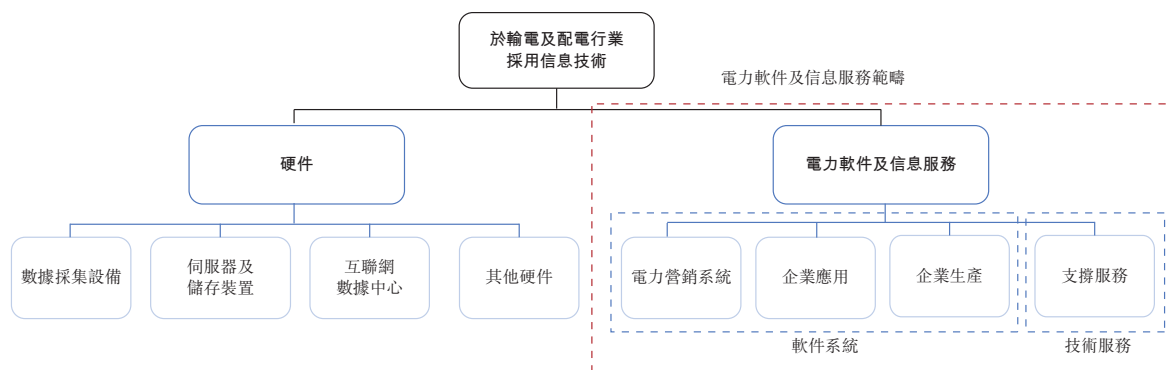 於輸電及配電行業
採用信息技術
電力軟件及信息服務範疇
硬件
電力軟件及信息服務
數據採集設備
伺服器及
儲存裝置
互聯網
數據中心
其他硬件
電力營銷系統
企業應用
企業生產
支撐服務
軟件系統
技術服務